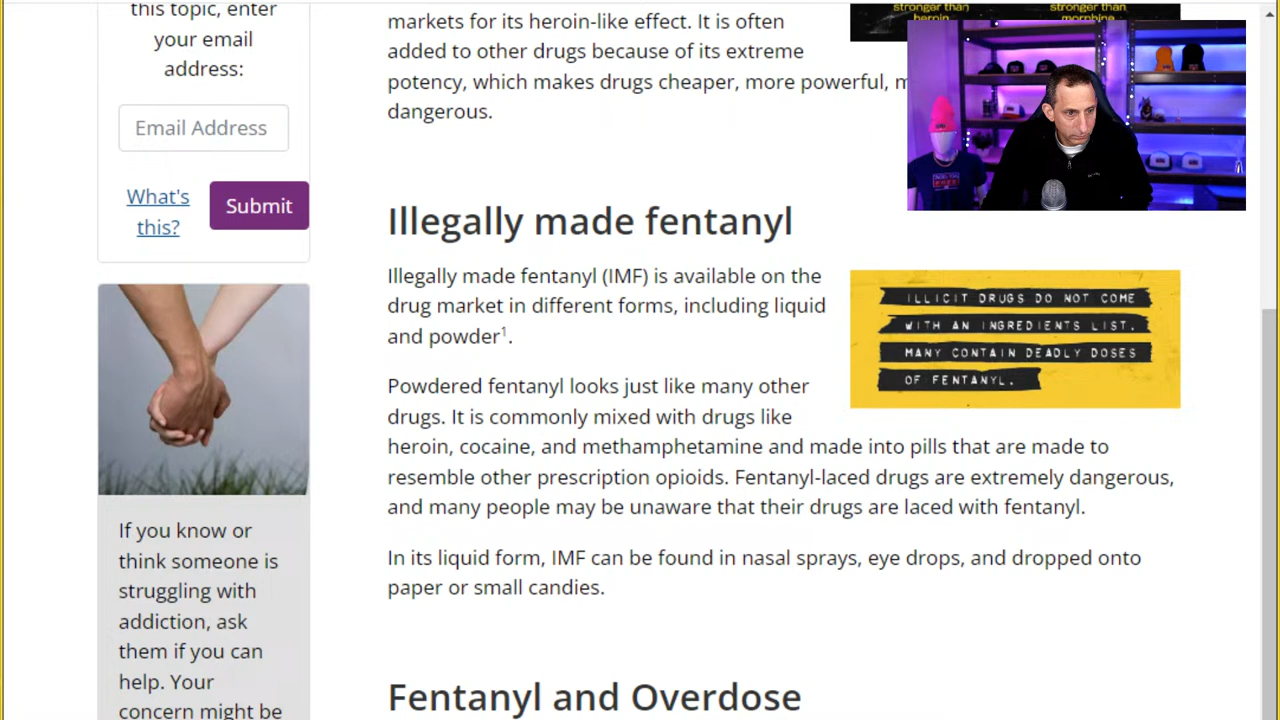 this topic, enter
your email
address:
Email Address
What's
this?
Submit
If you know or
think someone is
struggling with
addiction, ask
them if you can
help. Your
concern might be
markets for its heroin-like effect. It is often
added to other drugs because of its extreme
potency, which makes drugs cheaper, more powerful, m
dangerous.
stronger than
heroin
stronger than
morphine
Illegally made fentanyl
Illegally made fentanyl (IMF) is available on the
drug market in different forms, including liquid
and powder1.
ILLICIT DRUGS DO NOT COME
WITH AN INGREDIENTS LIST.
MANY CONTAIN DEADLY DOSES
OF FENTANYL.
Powdered fentanyl looks just like many other
drugs. It is commonly mixed with drugs like
heroin, cocaine, and methamphetamine and made into pills that are made to
resemble other prescription opioids. Fentanyl-laced drugs are extremely dangerous,
and many people may be unaware that their drugs are laced with fentanyl.
In its liquid form, IMF can be found in nasal sprays, eye drops, and dropped onto
paper or small candies.
Fentanyl and Overdose